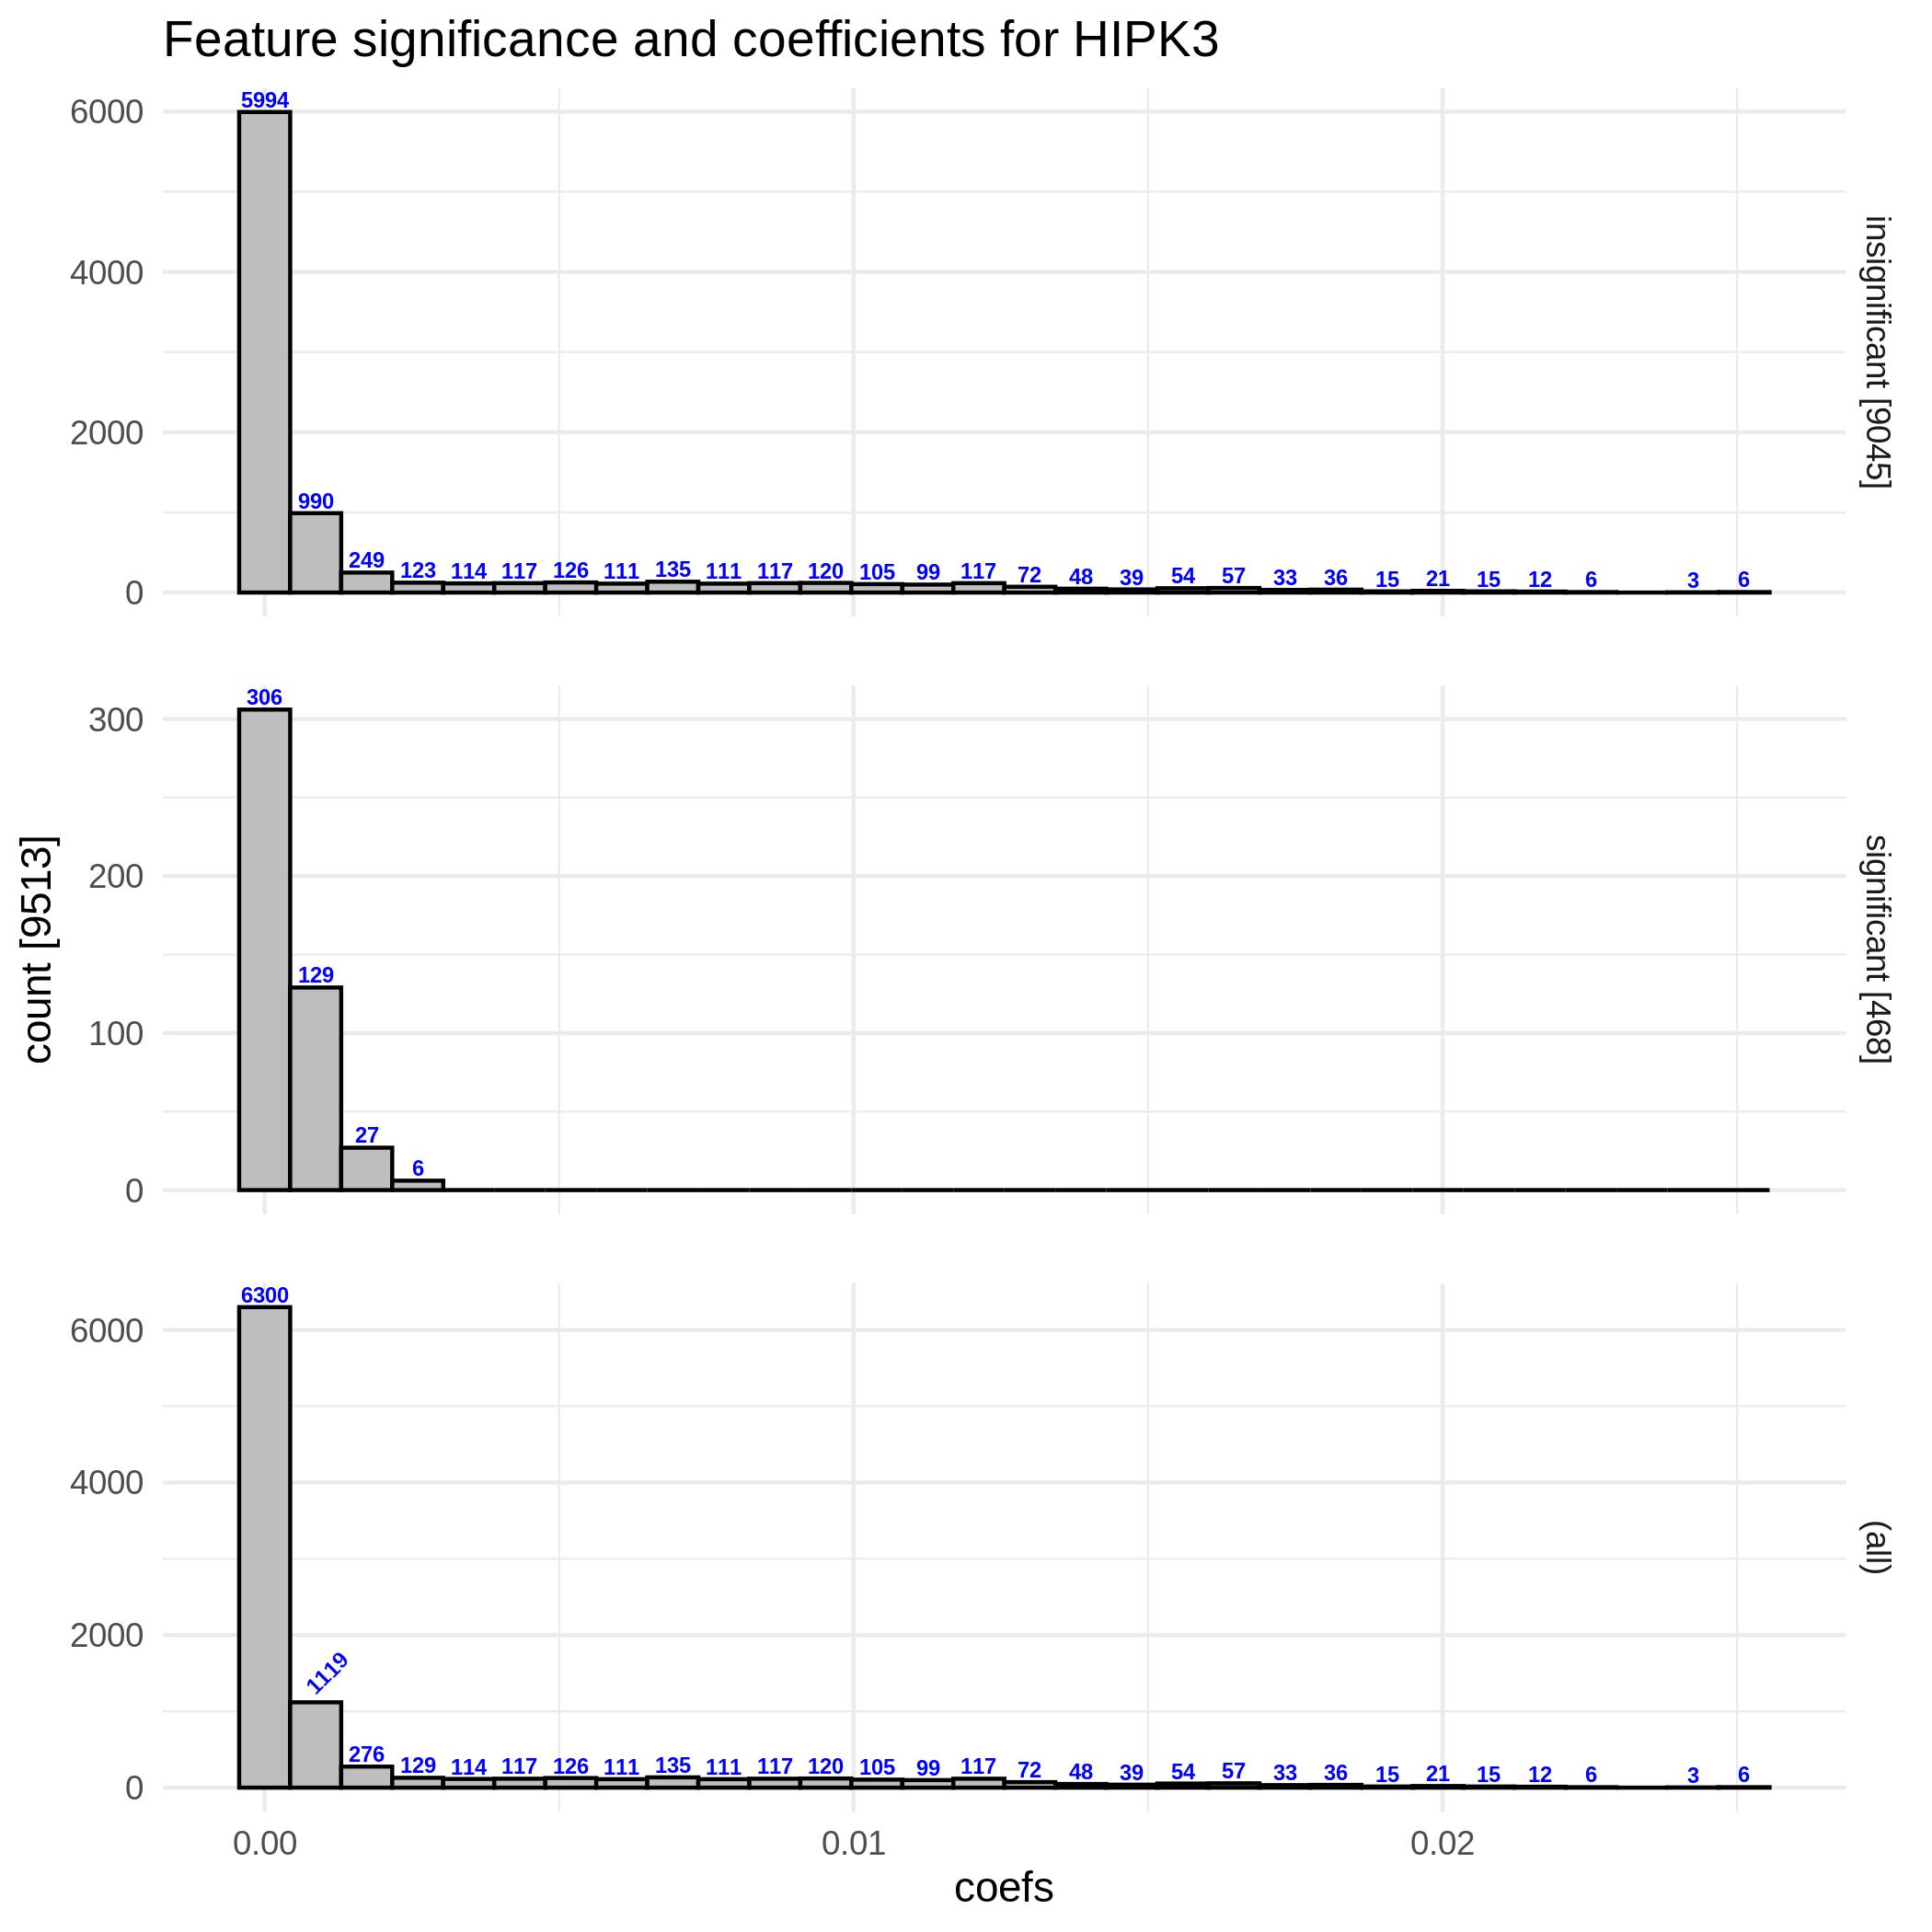 Feature significance and coefficients for HIPK3
6000
4000
2000
0
5994
990
249 123 114 117 126 111 135 111 117 120 105 99 117 72 48 39 54 57 33 36 15 21 15 12 6 3 6
insignificant [9045]
count [9513]
300
200
100
0
306
129
27
6
significant [468]
6000
4000
2000
0
6300
1119
276 129 114 117 126 111 135 111 117 120 105 99 117 72 48 39 54 57 33 36 15 21 15 12 6 3 6
(all)
0.00 0.01 0.02
coefs